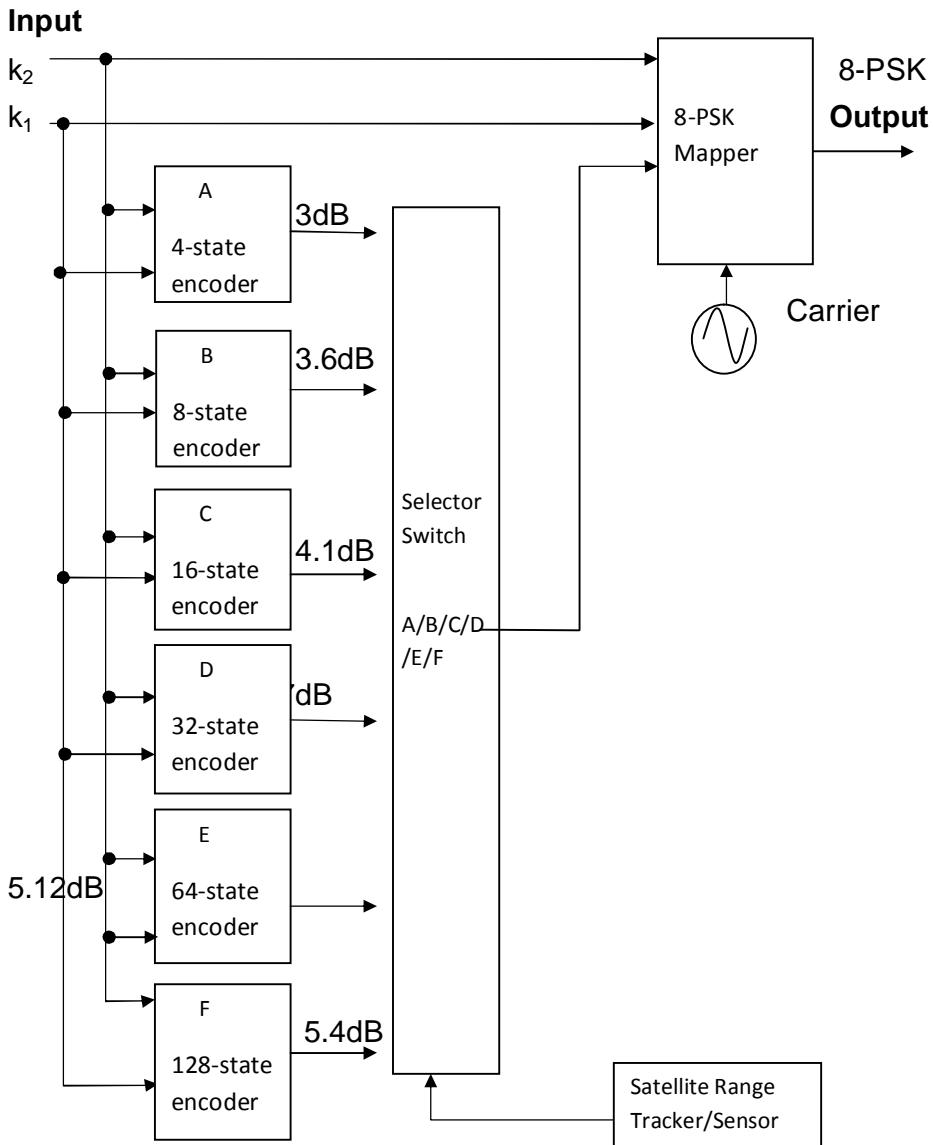 Input
k₂
k₁
8-PSK
Output
8-PSK
Mapper
Carrier
A
4-state
encoder
3dB
B
8-state
encoder
3.6dB
C
16-state
encoder
4.1dB
D
32-state
encoder
dB
E
64-state
encoder
5.12dB
F
128-state
encoder
5.4dB
Selector
Switch
A/B/C/D
/E/F
Satellite Range
Tracker/Sensor